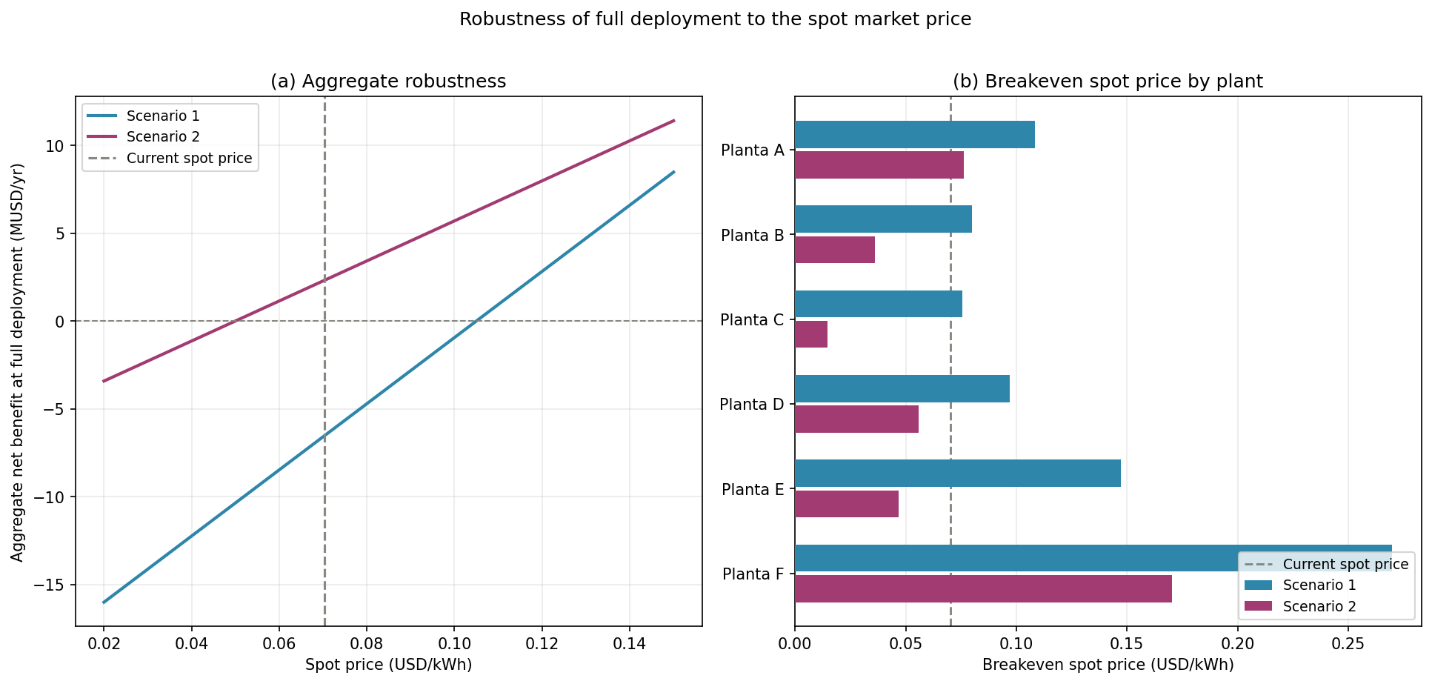 Robustness of full deployment to the spot market price
(a) Aggregate robustness
Scenario 1
Scenario 2
Current spot price
Aggregate net benefit at full deployment (MUSD/yr)
10
5
0
−5
−10
−15
0.02
0.04
0.06
0.08
0.10
0.12
0.14
Spot price (USD/kWh)
(b) Breakeven spot price by plant
Planta A
Planta B
Planta C
Planta D
Planta E
Planta F
Current spot price
Scenario 1
Scenario 2
0.00
0.05
0.10
0.15
0.20
0.25
Breakeven spot price (USD/kWh)